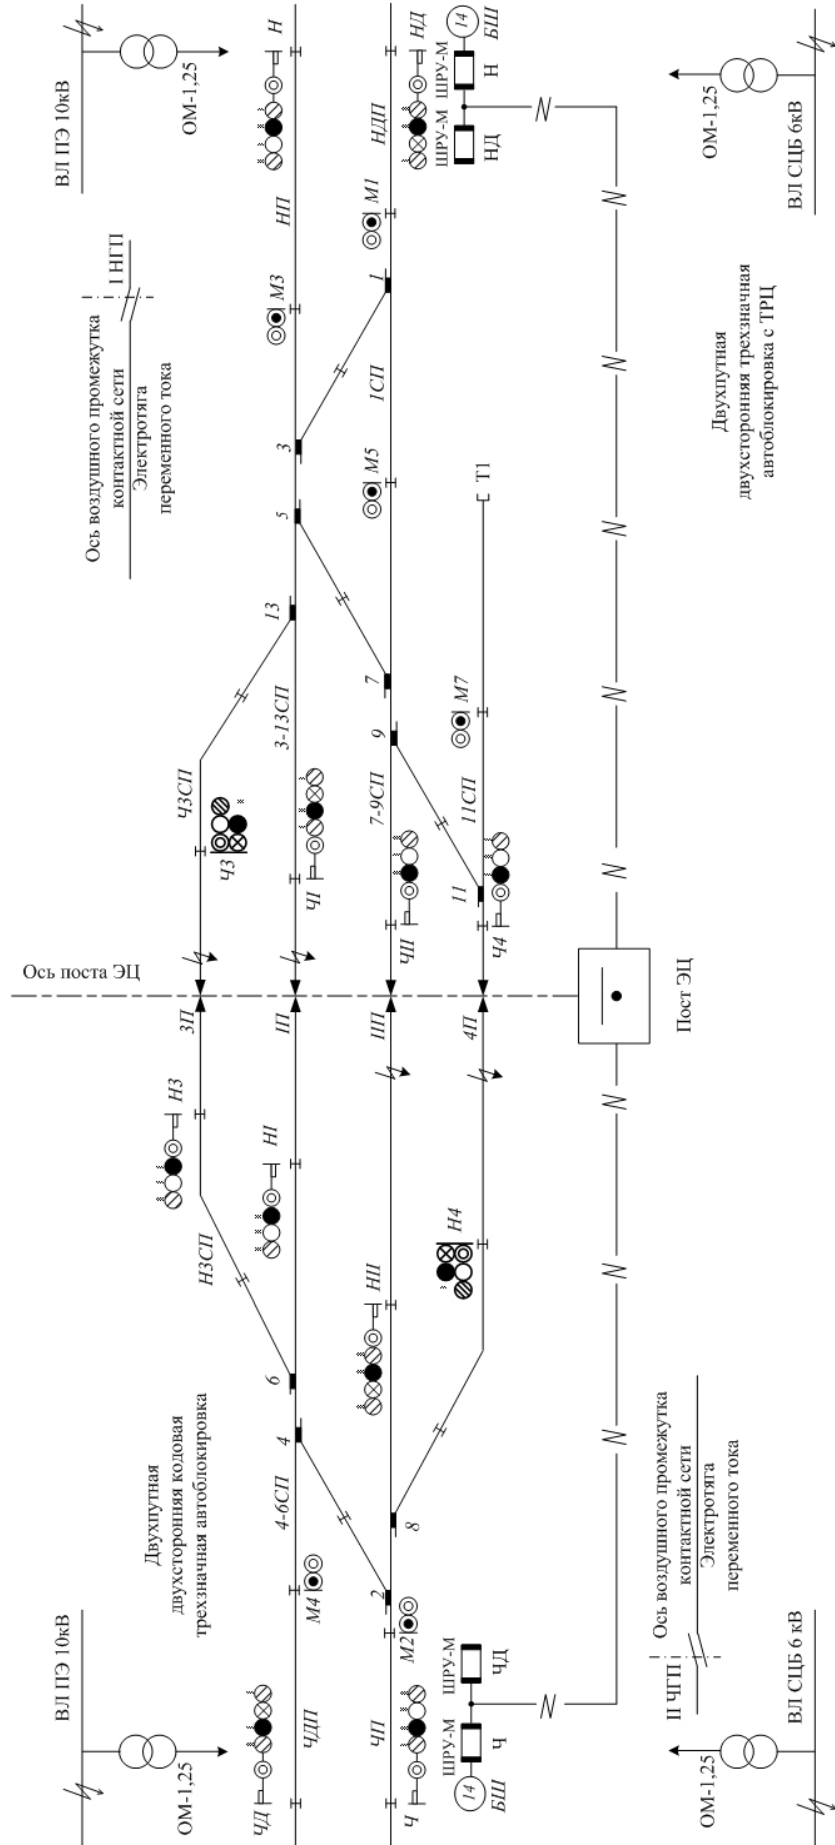 ВЛ ПЭ 10кВ
ОМ-1,25
ЧД
ЧДП
Двухпутная
двухсторонняя кодовая
трехзначная автоблокировка
М4
4-6СП
4
6
Н3СП
Н3
НI
3П
IП
Ось поста ЭЦ
Ч3
Ч3СП
ЧI
3-13СП
13
5
3
М3
НП
Н
Ось воздушного промежутка
контактной сети
Электротяга
переменного тока
I НГП
ВЛ ПЭ 10кВ
ОМ-1,25
Ч
ЧП
М2
2
8
НII
Н4
IIП
4П
ЧII
Ч4
7-9СП
11
11СП
9
7
М7
Т1
М5
1СП
1
М1
НДП
НД
14
БШ
ШРУ-М
Ч
ШРУ-М
ЧД
Пост ЭЦ
ШРУ-М
НД
ШРУ-М
Н
14
БШ
ОМ-1,25
ВЛ СЦБ 6 кВ
II ЧГП
Ось воздушного промежутка
контактной сети
Электротяга
переменного тока
Двухпутная
двухсторонняя трехзначная
автоблокировка с ТРЦ
ОМ-1,25
ВЛ СЦБ 6кВ